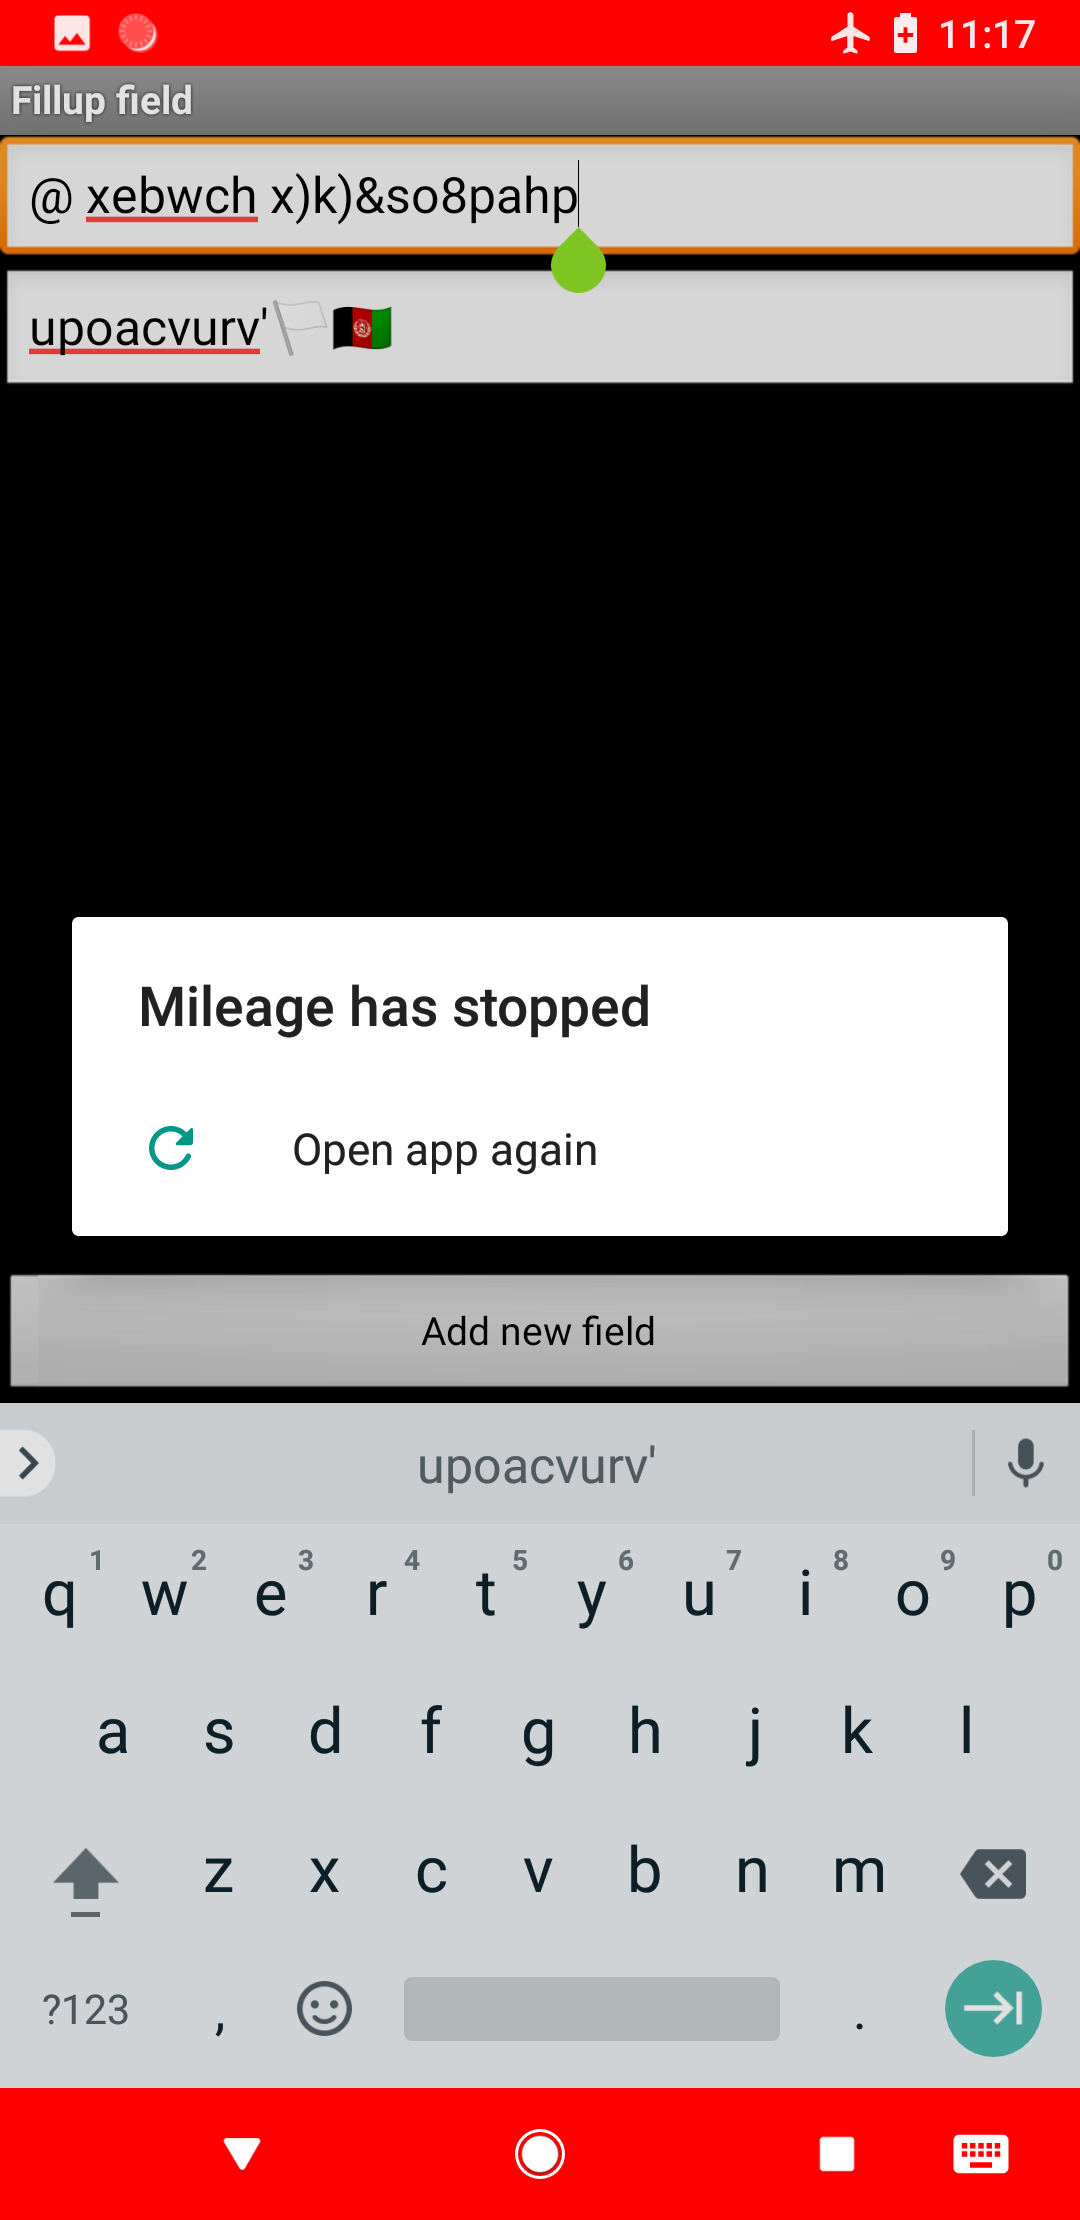 11:17
Fillup field
@ xebwch x)k)&so8pahp
upoacvurv'🏳🇦🇫
Mileage has stopped
Open app again
Add new field
upoacvurv'
1 2 3 4 5 6 7 8 9 0
q w e r t y u i o p
a s d f g h j k l
z x c v b n m
?123 , .